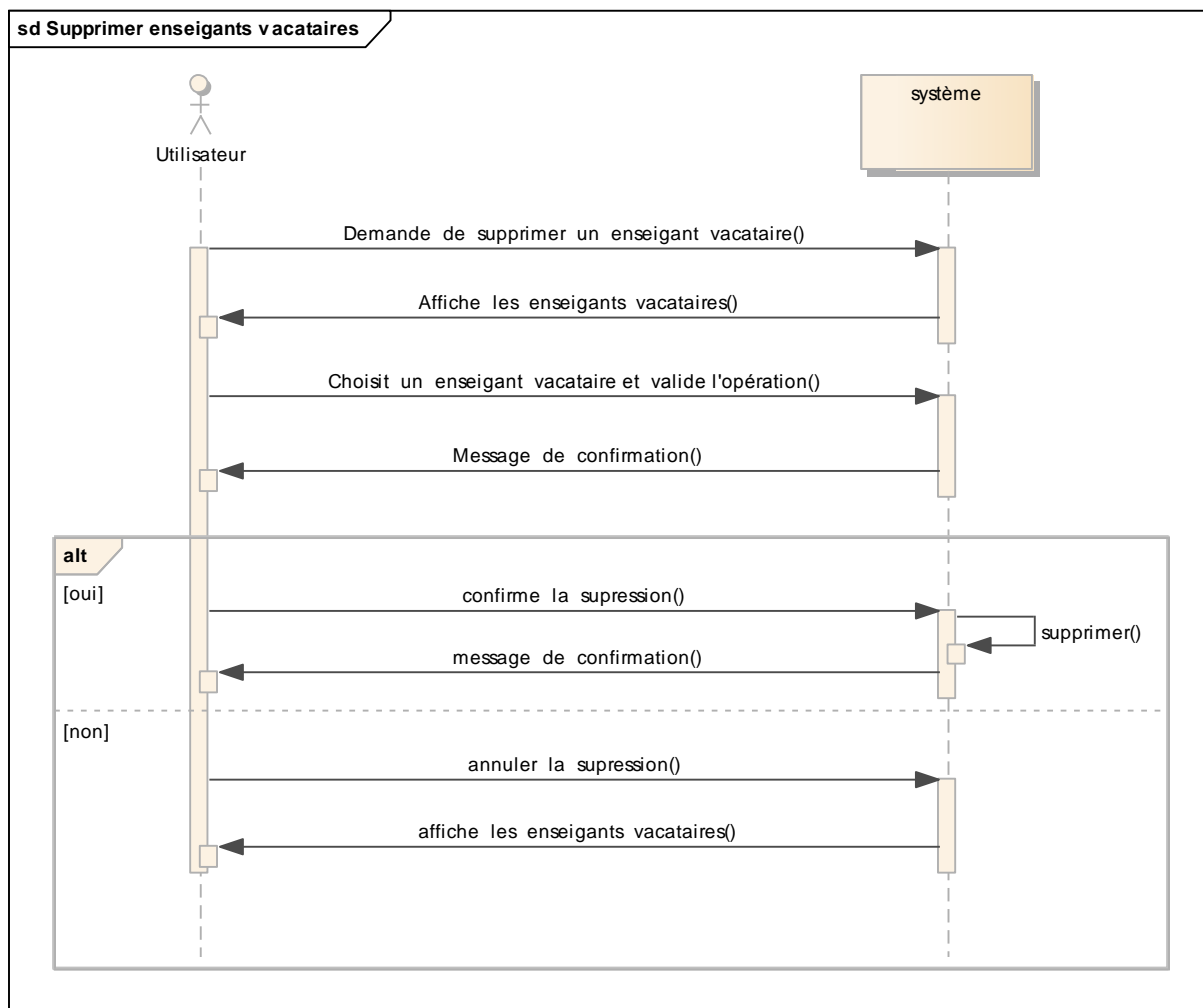 sd Supprimer enseigants vacataires
système
Utilisateur
Demande de supprimer un enseigant vacataire()
Affiche les enseigants vacataires()
Choisit un enseigant vacataire et valide l'opération()
Message de confirmation()
alt
[oui]
confirme la supression()
supprimer()
message de confirmation()
[non]
annuler la supression()
affiche les enseigants vacataires()